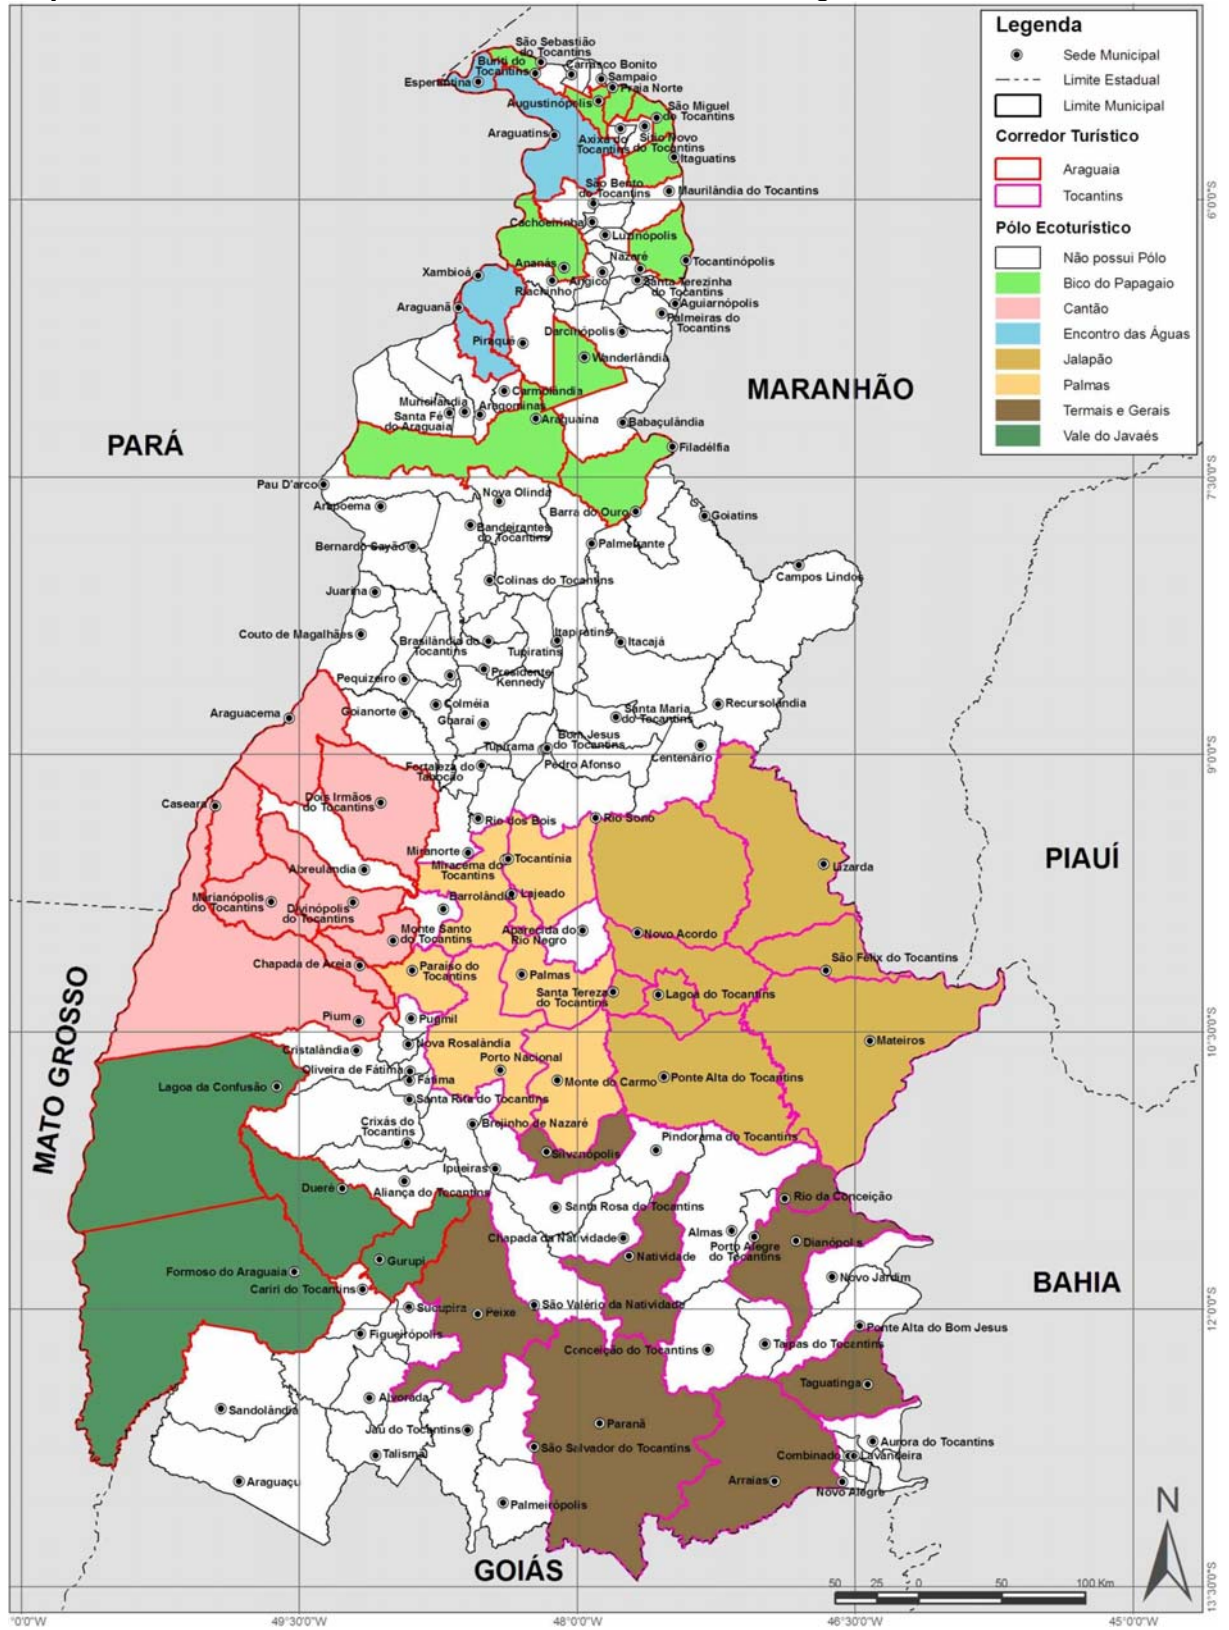 Legenda
Sede Municipal
Limite Estadual
Limite Municipal
Corredor Turístico
Araguaia
Tocantins
Pólo Ecoturístico
Não possui Pólo
Bico do Papagaio
Cantão
Encontro das Águas
Jalapão
Palmas
Termais e Gerais
Vale do Javaés
São Sebastião
do Tocantins
Buriti do
Tocantins
Carrasco Bonito
Esperantina
Sampaio
Praia Norte
Augustinópolis
São Miguel
do Tocantins
Araguatins
Axixá do
Tocantins
Sítio Novo
do Tocantins
Itaguatins
São Bento
do Tocantins
Maurilândia do Tocantins
6°0'0"S
Cachoeirinha
Luzinópolis
Ananás
Nazaré
Tocantinópolis
Xambioá
Angico
Riachinho
Santa Terezinha
do Tocantins
Araguanã
Aguiarnópolis
Palmeiras do
Tocantins
Darcinópolis
Piraquê
Wanderlândia
MARANHÃO
Carmolândia
Muricilândia
Aragominas
Santa Fé
do Araguaia
Araguaína
Babaçulândia
PARÁ
Filadélfia
7°30'0"S
Pau D'arco
Nova Olinda
Arapoema
Barra do Ouro
Goiatins
Bandeirantes
do Tocantins
Bernardo Sayão
Palmeirante
Campos Lindos
Colinas do Tocantins
Juarina
Couto de Magalhães
Brasilândia do
Tocantins
Itapiratins
Tupiratins
Itacajá
Presidente
Kennedy
Pequizeiro
Colméia
Recursolândia
Araguacema
Goianorte
Guaraí
Santa Maria
do Tocantins
Bom Jesus
do Tocantins
Tupirama
Centenário
9°0'0"S
Fortaleza do
Tabocão
Pedro Afonso
Caseara
Dois Irmãos
do Tocantins
Rio dos Bois
Rio Sono
PIAUÍ
Miranorte
Miracema do
Tocantins
Tocantínia
Abreulândia
Lizarda
Marianópolis
do Tocantins
Divinópolis
do Tocantins
Barrolândia
Lajeado
Monte Santo
do Tocantins
Aparecida do
Rio Negro
Novo Acordo
Chapada de Areia
Paraíso do
Tocantins
Palmas
São Félix do Tocantins
MATO GROSSO
Santa Tereza
do Tocantins
Lagoa do Tocantins
Pium
Pugmil
10°30'0"S
Cristalândia
Nova Rosalândia
Mateiros
Oliveira de Fátima
Porto Nacional
Lagoa da Confusão
Fátima
Monte do Carmo
Ponte Alta do Tocantins
Santa Rita do Tocantins
Crixás do
Tocantins
Brejinho de Nazaré
Pindorama do Tocantins
Silvanópolis
Ipueiras
Dueré
Aliança do Tocantins
Rio da Conceição
Santa Rosa do Tocantins
Chapada da Natividade
Almas
Porto Alegre
do Tocantins
Dianópolis
Gurupi
Natividade
Formoso do Araguaia
Cariri do Tocantins
Novo Jardim
BAHIA
Sucupira
Peixe
São Valério da Natividade
12°0'0"S
Figueirópolis
Ponte Alta do Bom Jesus
Conceição do Tocantins
Taipas do Tocantins
Taguatinga
Alvorada
Sandolândia
Jaú do Tocantins
Paranã
Talismã
São Salvador do Tocantins
Aurora do Tocantins
Combinado
Lavandeira
Araguaçu
Arraias
Novo Alegre
Palmeirópolis
N
GOIÁS
50 25 0 50 100 Km
13°30'0"S
49°30'0"W
48°0'0"W
46°30'0"W
45°0'0"W